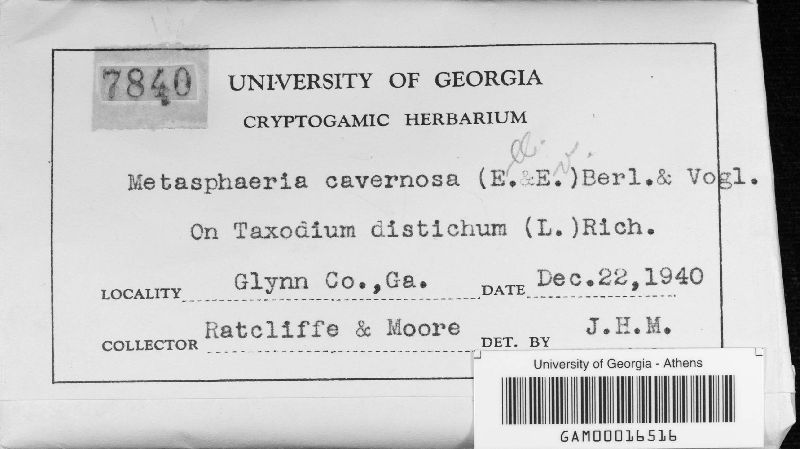 7840
UNIVERSITY OF GEORGIA
CRYPTOGAMIC HERBARIUM
ll. v.
Metasphaeria cavernosa (E.&E.)Berl.& Vogl.
On Taxodium distichum (L.)Rich.
LOCALITY Glynn Co.,Ga. DATE Dec.22,1940
COLLECTOR Ratcliffe & Moore DET. BY J.H.M.
University of Georgia - Athens
GAM00016516